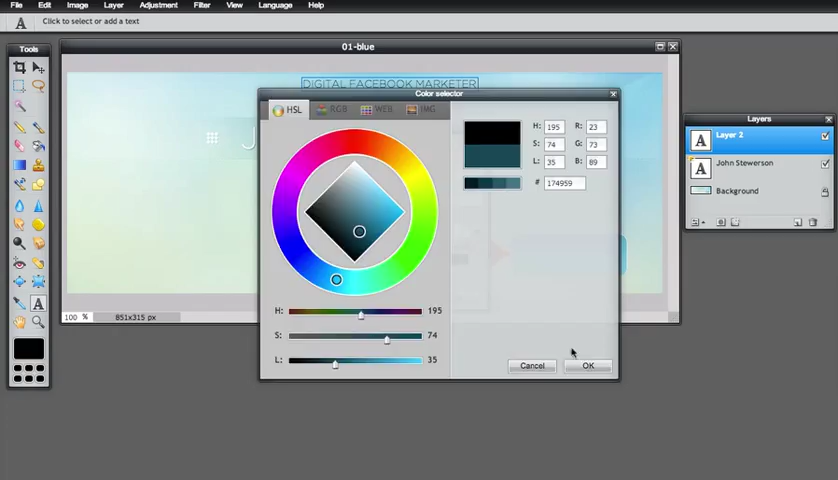 File Edit Image Layer Adjustment Filter View Language Help
A Click to select or add a text
Tools
01-blue
DIGITAL FACEBOOK MARKETER
J
Color selector
HSL RGB WEB IMG
H: 195 R: 23
S: 74 G: 73
L: 35 B: 89
# 174959
H: 195
S: 74
L: 35
Cancel OK
100 % 851x315 px
Layers
A Layer 2
A John Stewerson
Background
A